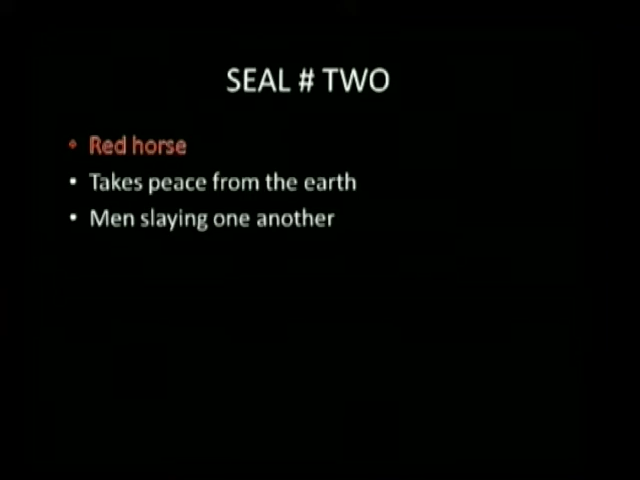 SEAL # TWO
• Red horse
• Takes peace from the earth
• Men slaying one another